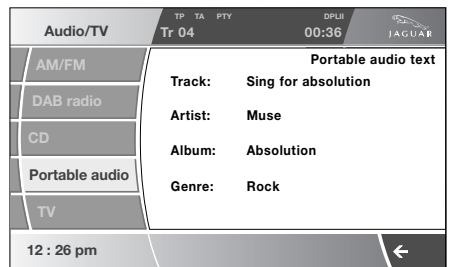 Audio/TV
TP TA PTY
DPLII
Tr 04
00:36
JAGUAR
AM/FM
DAB radio
CD
Portable audio
TV
Portable audio text
Track: Sing for absolution
Artist: Muse
Album: Absolution
Genre: Rock
12 : 26 pm